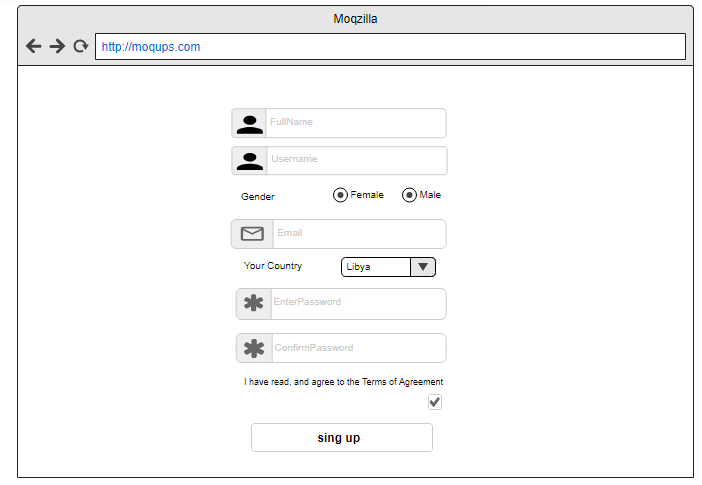 Moqzilla
http://moqups.com
FullName
Username
Gender Female Male
Email
Your Country Libya
EnterPassword
ConfirmPassword
I have read, and agree to the Terms of Agreement
sing up